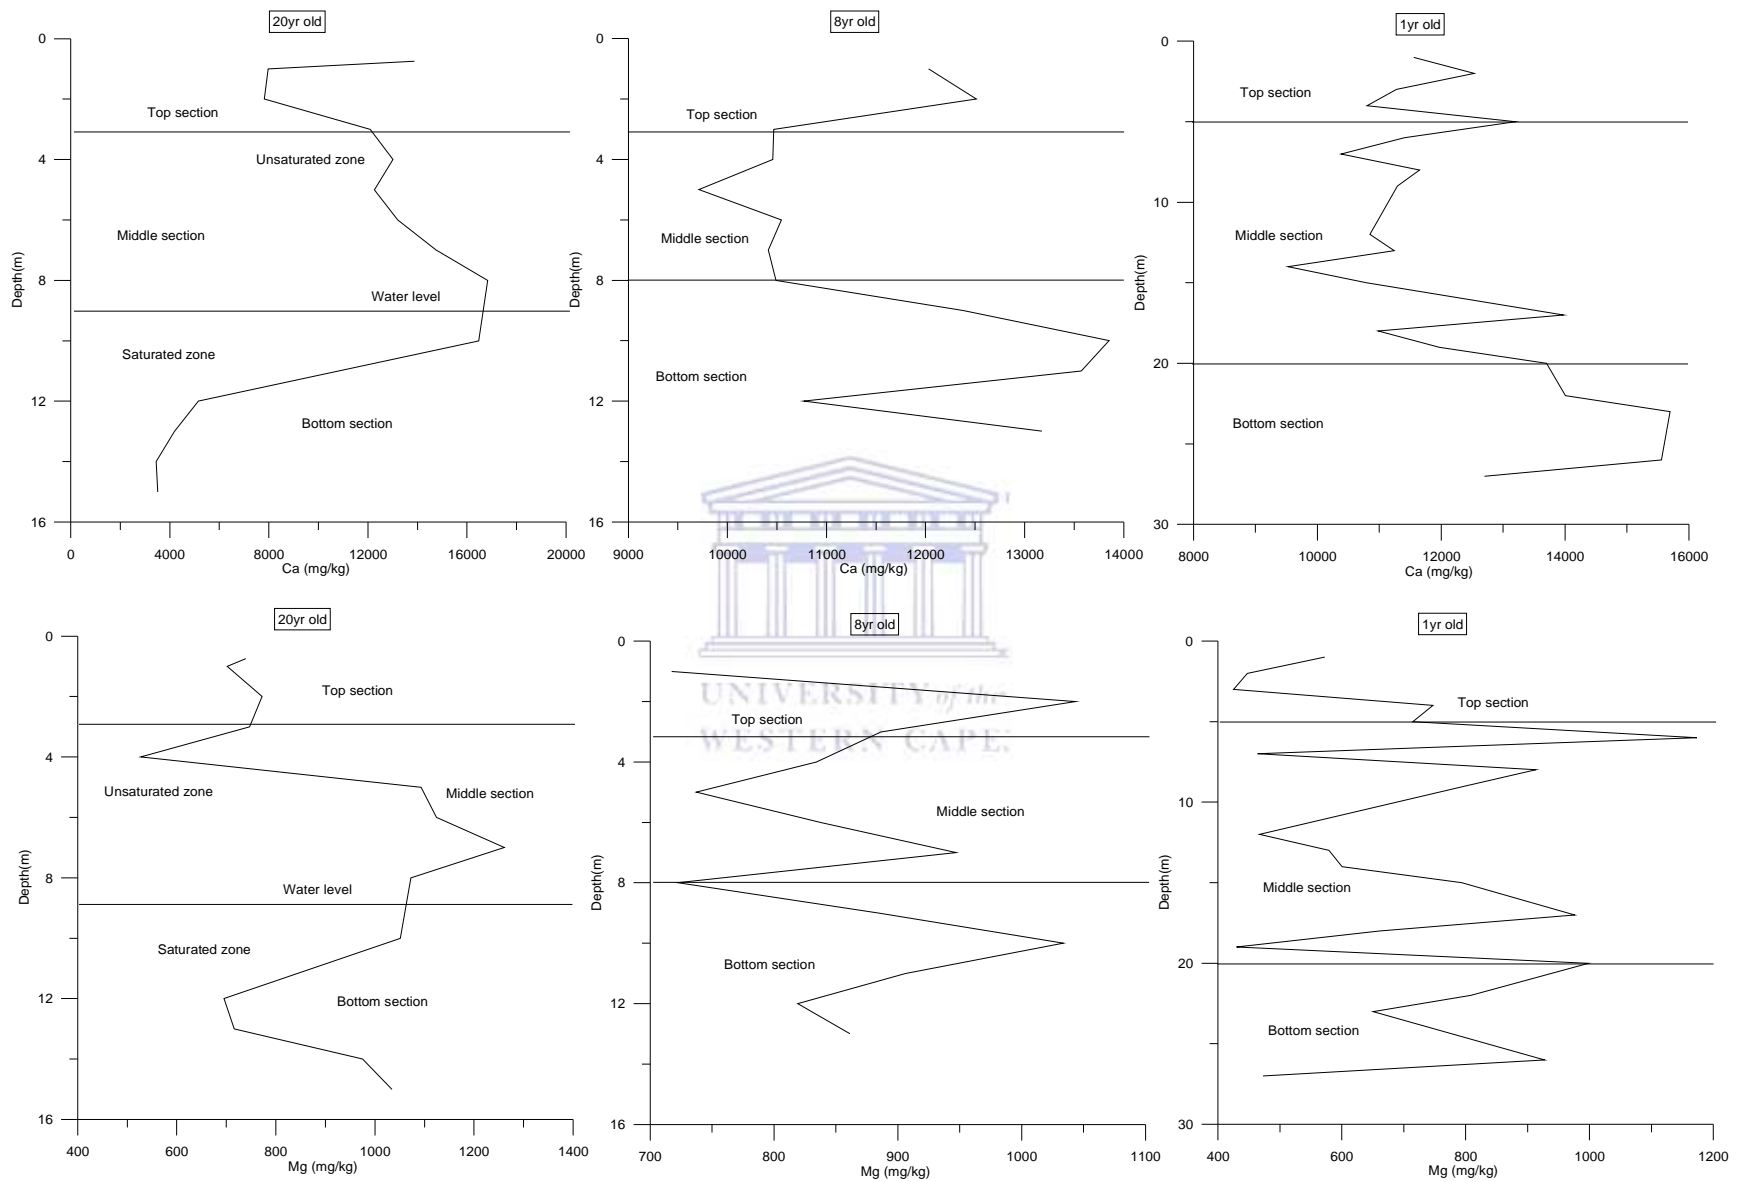 20yr old
0
4
8
12
16
Depth(m)
Top section
Unsaturated zone
Middle section
Water level
Saturated zone
Bottom section
0 4000 8000 12000 16000 20000
Ca (mg/kg)
8yr old
0
4
8
12
16
Depth(m)
Top section
Middle section
Bottom section
9000 10000 11000 12000 13000 14000
Ca (mg/kg)
1yr old
0
10
20
30
Depth(m)
Top section
Middle section
Bottom section
8000 10000 12000 14000 16000
Ca (mg/kg)
20yr old
0
4
8
12
16
Depth(m)
Top section
Unsaturated zone
Middle section
Water level
Saturated zone
Bottom section
400 600 800 1000 1200 1400
Mg (mg/kg)
8yr old
0
4
8
12
16
Depth(m)
Top section
Middle section
Bottom section
700 800 900 1000 1100
Mg (mg/kg)
1yr old
0
10
20
30
Depth(m)
Top section
Middle section
Bottom section
400 600 800 1000 1200
Mg (mg/kg)
UNIVERSITY of the
WESTERN CAPE